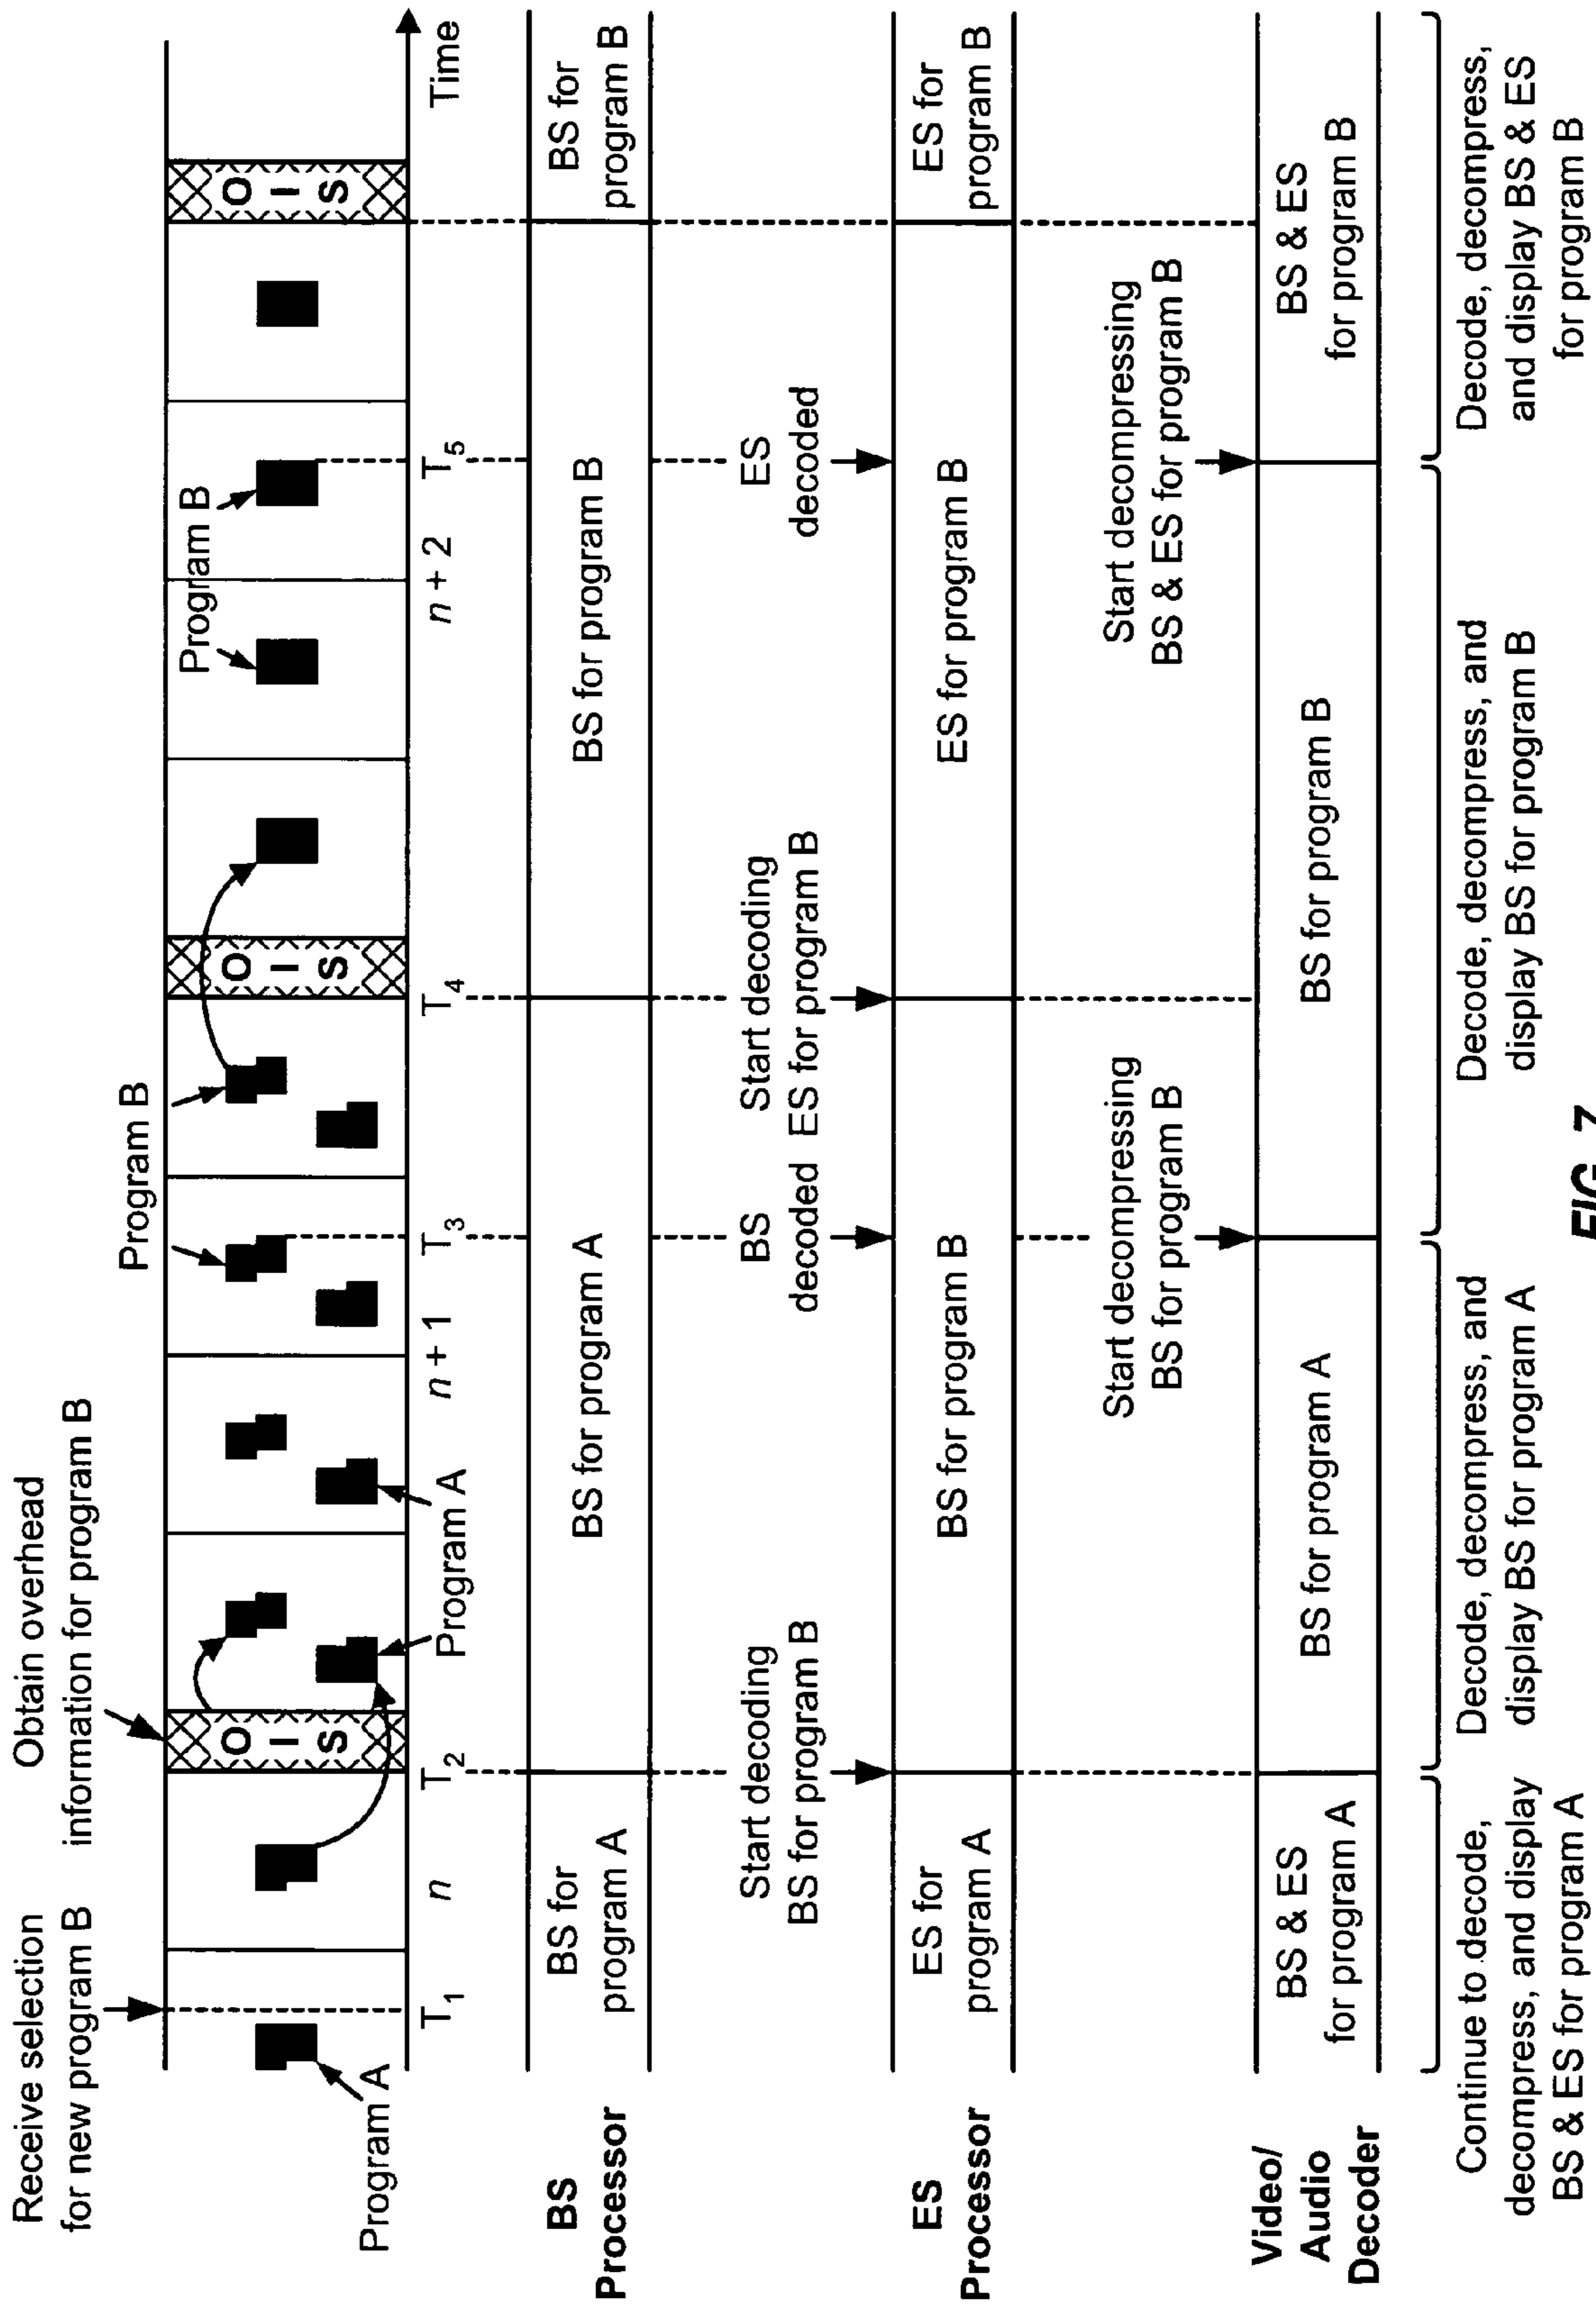 Receive selection
for new program B
Obtain overhead
information for program B
Program B
Program B
O
I
S
O
I
S
O
I
S
Program A
T1
n
T2
Program A
n + 1
T3
T4
n + 2
T5
Time
BS
Processor
BS for
program A
BS for program A
BS for program B
BS for
program B
Start decoding
BS for program B
BS
decoded
Start decoding
ES for program B
ES
decoded
ES
Processor
ES for
program A
BS for program B
ES for program B
ES for
program B
Start decompressing
BS for program B
Start decompressing
BS & ES for program B
Video/
Audio
Decoder
BS & ES
for program A
BS for program A
BS for program B
BS & ES
for program B
Continue to decode,
decompress, and display
BS & ES for program A
Decode, decompress, and
display BS for program A
Decode, decompress, and
display BS for program B
Decode, decompress,
and display BS & ES
for program B
FIG. 7